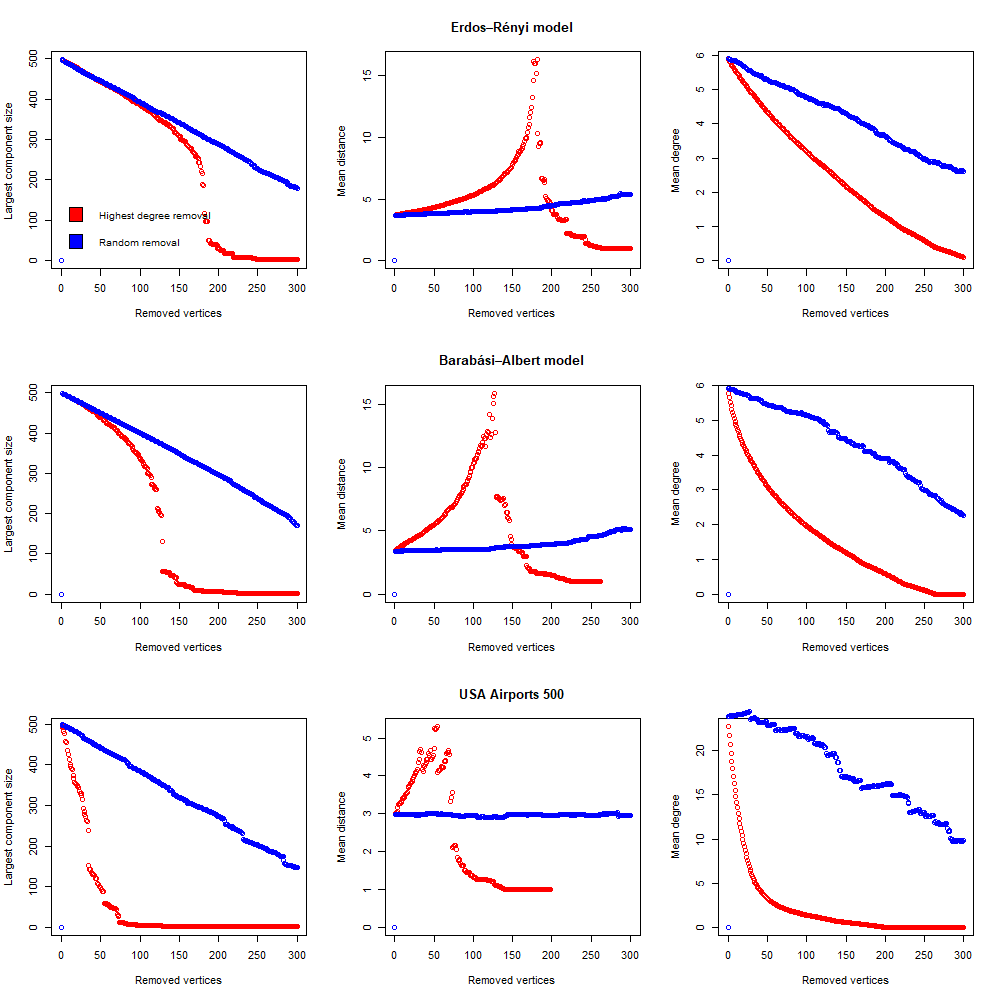 Erdos–Rényi model
Largest component size
0 100 200 300 400 500
Highest degree removal
Random removal
0 50 100 150 200 250 300
Removed vertices
Mean distance
0 5 10 15
0 50 100 150 200 250 300
Removed vertices
Mean degree
0 1 2 3 4 5 6
0 50 100 150 200 250 300
Removed vertices
Barabási–Albert model
Largest component size
0 100 200 300 400 500
0 50 100 150 200 250 300
Removed vertices
Mean distance
0 5 10 15
0 50 100 150 200 250 300
Removed vertices
Mean degree
0 1 2 3 4 5 6
0 50 100 150 200 250 300
Removed vertices
USA Airports 500
Largest component size
0 100 200 300 400 500
0 50 100 150 200 250 300
Removed vertices
Mean distance
0 1 2 3 4 5
0 50 100 150 200 250 300
Removed vertices
Mean degree
0 5 10 15 20
0 50 100 150 200 250 300
Removed vertices